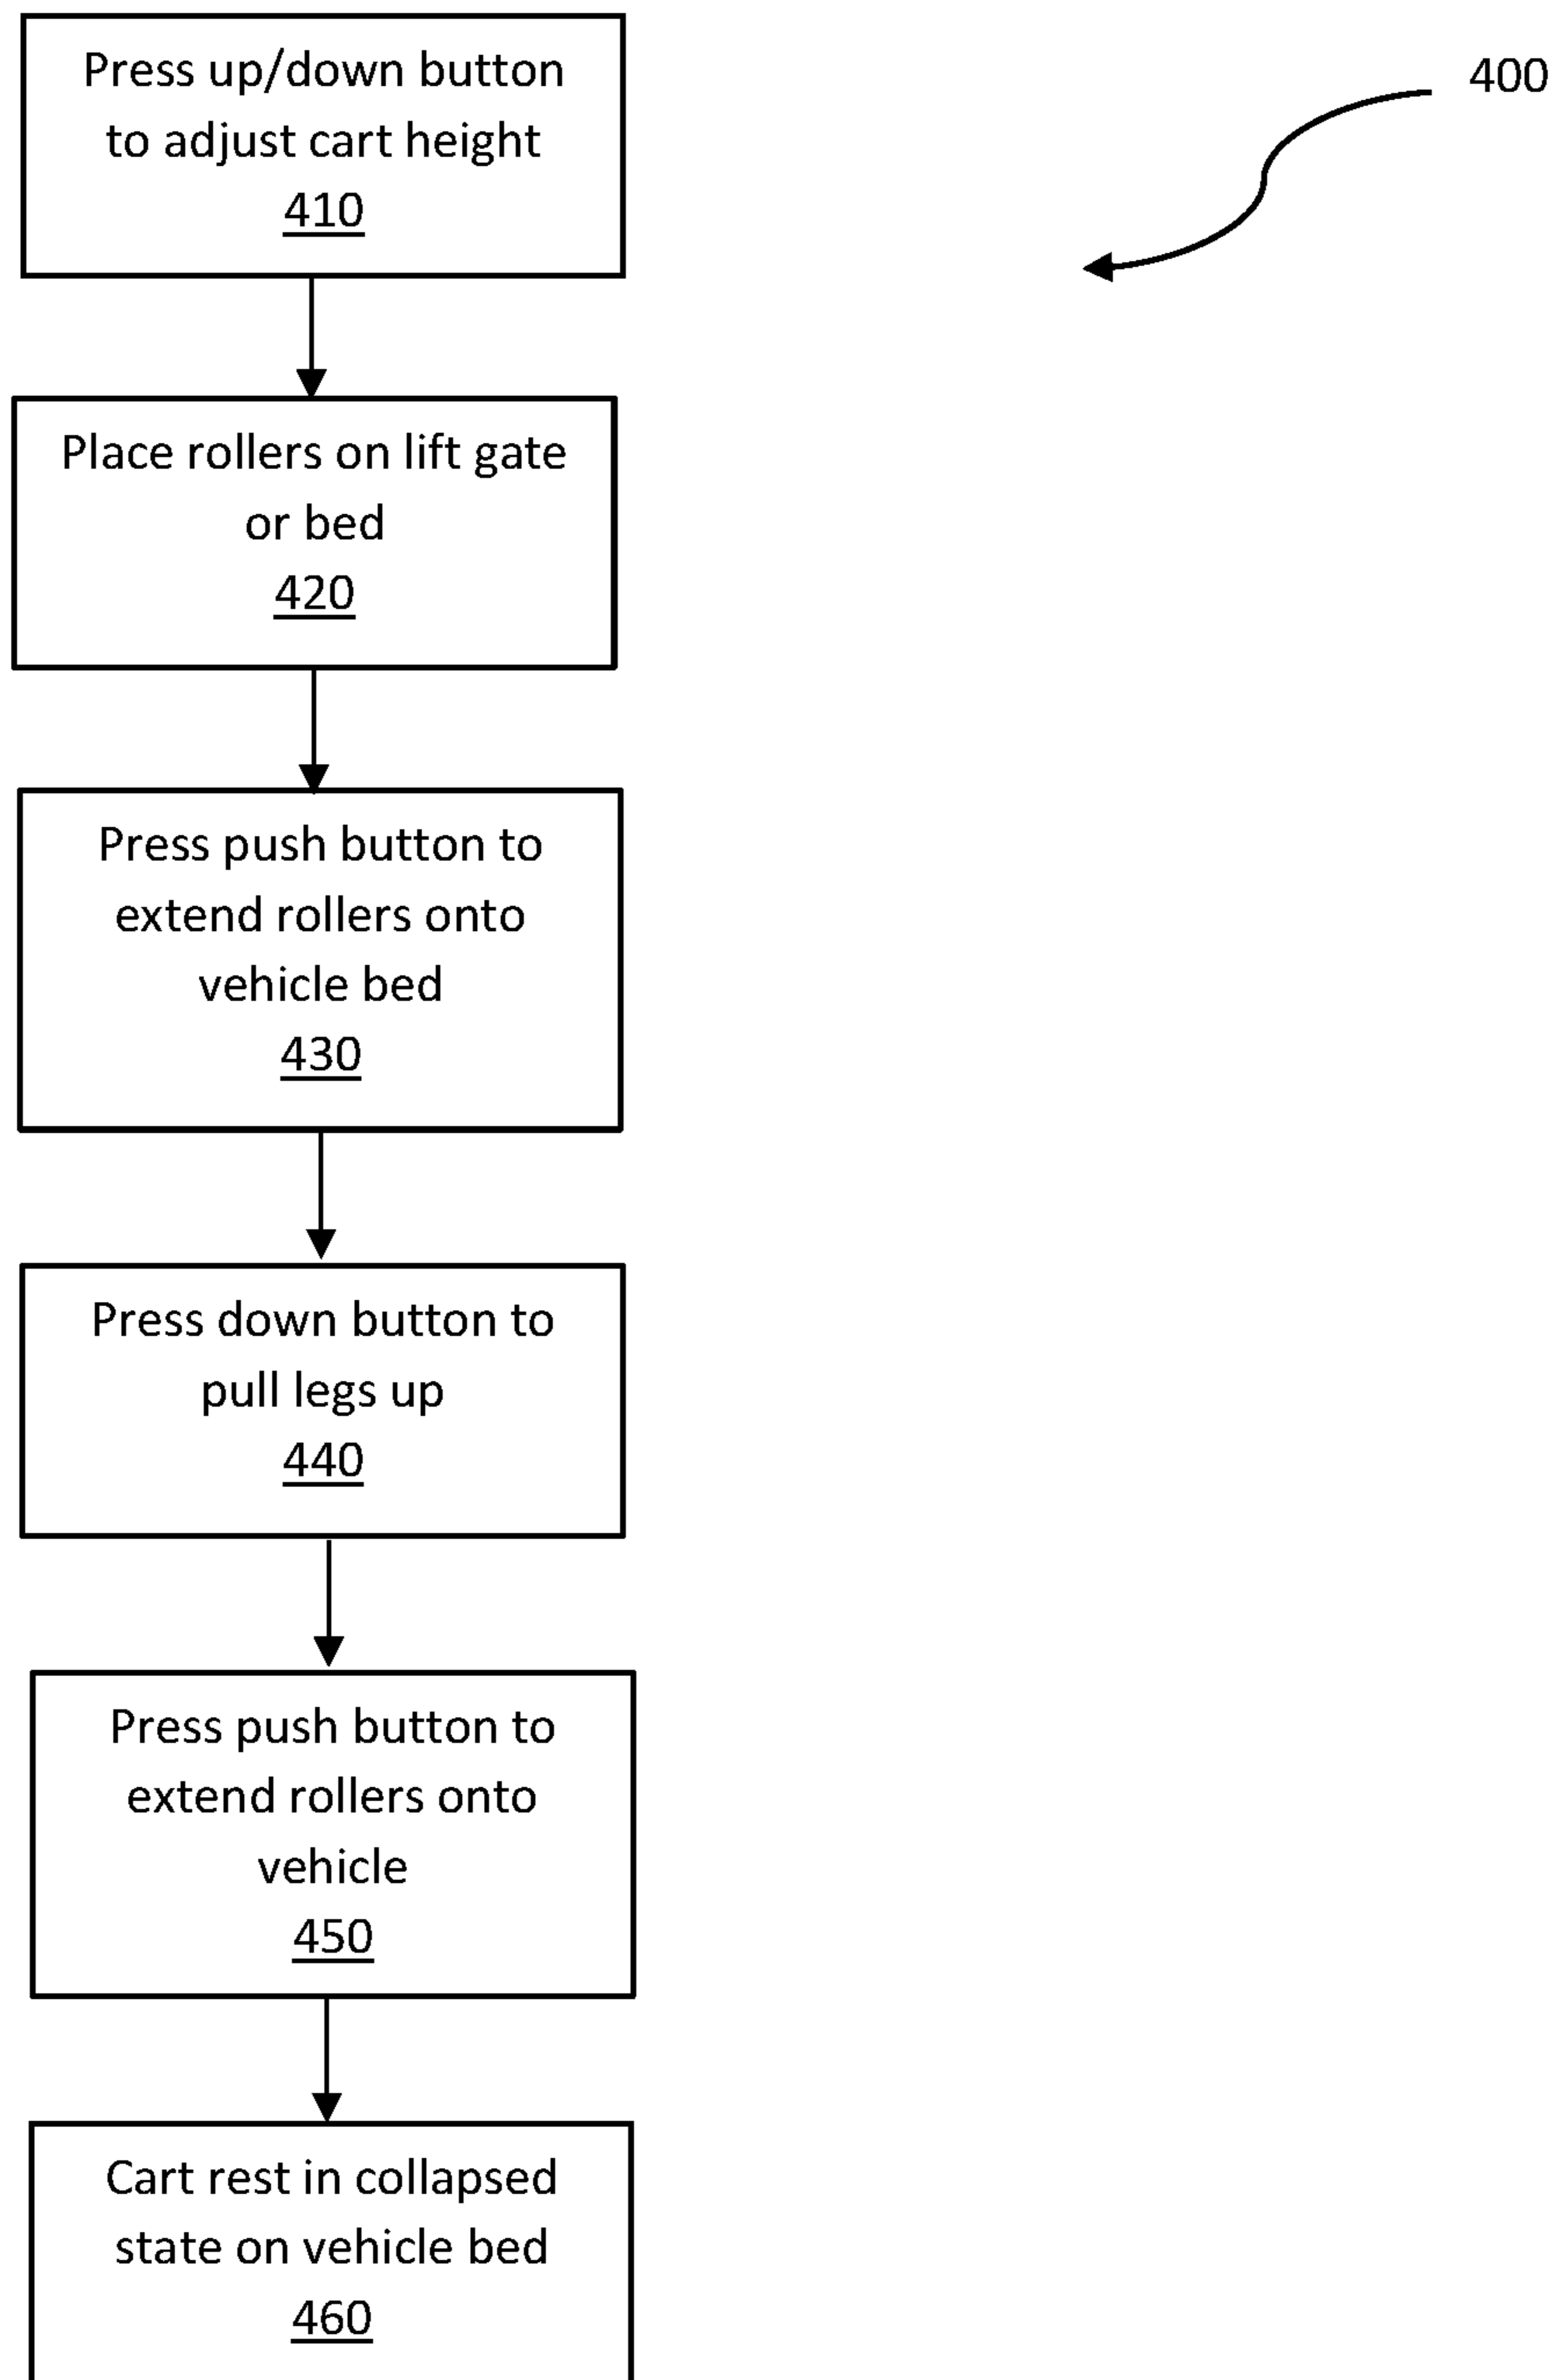 Press up/down button
to adjust cart height
410
400
Place rollers on lift gate
or bed
420
Press push button to
extend rollers onto
vehicle bed
430
Press down button to
pull legs up
440
Press push button to
extend rollers onto
vehicle
450
Cart rest in collapsed
state on vehicle bed
460